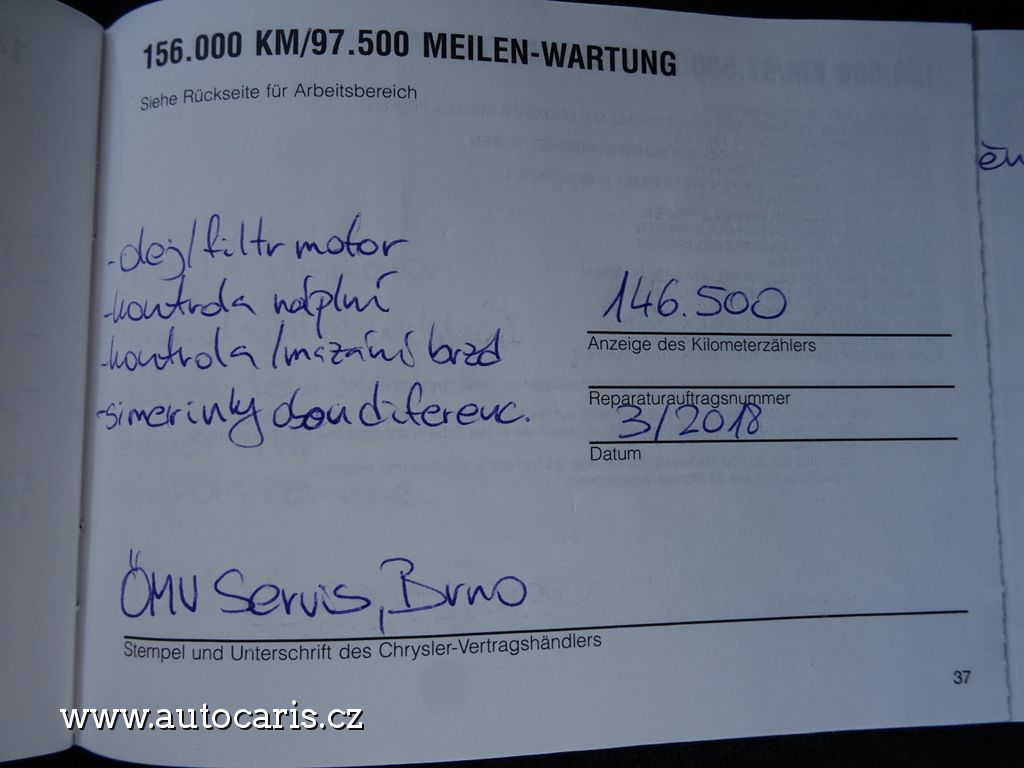 156.000 KM/97.500 MEILEN-WARTUNG
Siehe Rückseite für Arbeitsbereich
-olej/filtr motor
-kontrola náplní
-kontrola/mazání brzd
-simerinky obou diferenc.
146.500
Anzeige des Kilometerzählers
Reparaturauftragsnummer
3/2018
Datum
ÖMV Servis, Brno
Stempel und Unterschrift des Chrysler-Vertragshändlers
37
www.autocaris.cz